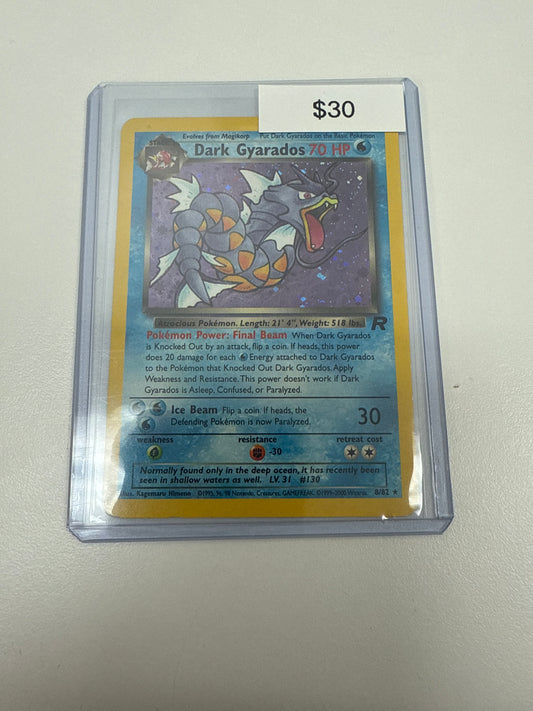 $30
Evolves from Magikarp Put Dark Gyarados on the Basic Pokémon
Dark Gyarados 70 HP
Atrocious Pokémon. Length: 21' 4", Weight: 518 lbs.
R
Pokémon Power: Final Beam When Dark Gyarados
is Knocked Out by an attack, flip a coin. If heads, this power
does 20 damage for each Energy attached to Dark Gyarados
to the Pokémon that Knocked Out Dark Gyarados. Apply
Weakness and Resistance. This power doesn't work if Dark
Gyarados is Asleep, Confused, or Paralyzed.
Ice Beam Flip a coin. If heads, the
Defending Pokémon is now Paralyzed.
30
weakness resistance retreat cost
-30
Normally found only in the deep ocean, it has recently been
seen in shallow waters as well. LV. 31 #130
Illus. Kagemaru Himeno ©1995, 96, 98 Nintendo, Creatures, GAMEFREAK. ©1999-2000 Wizards. 8/82 ★